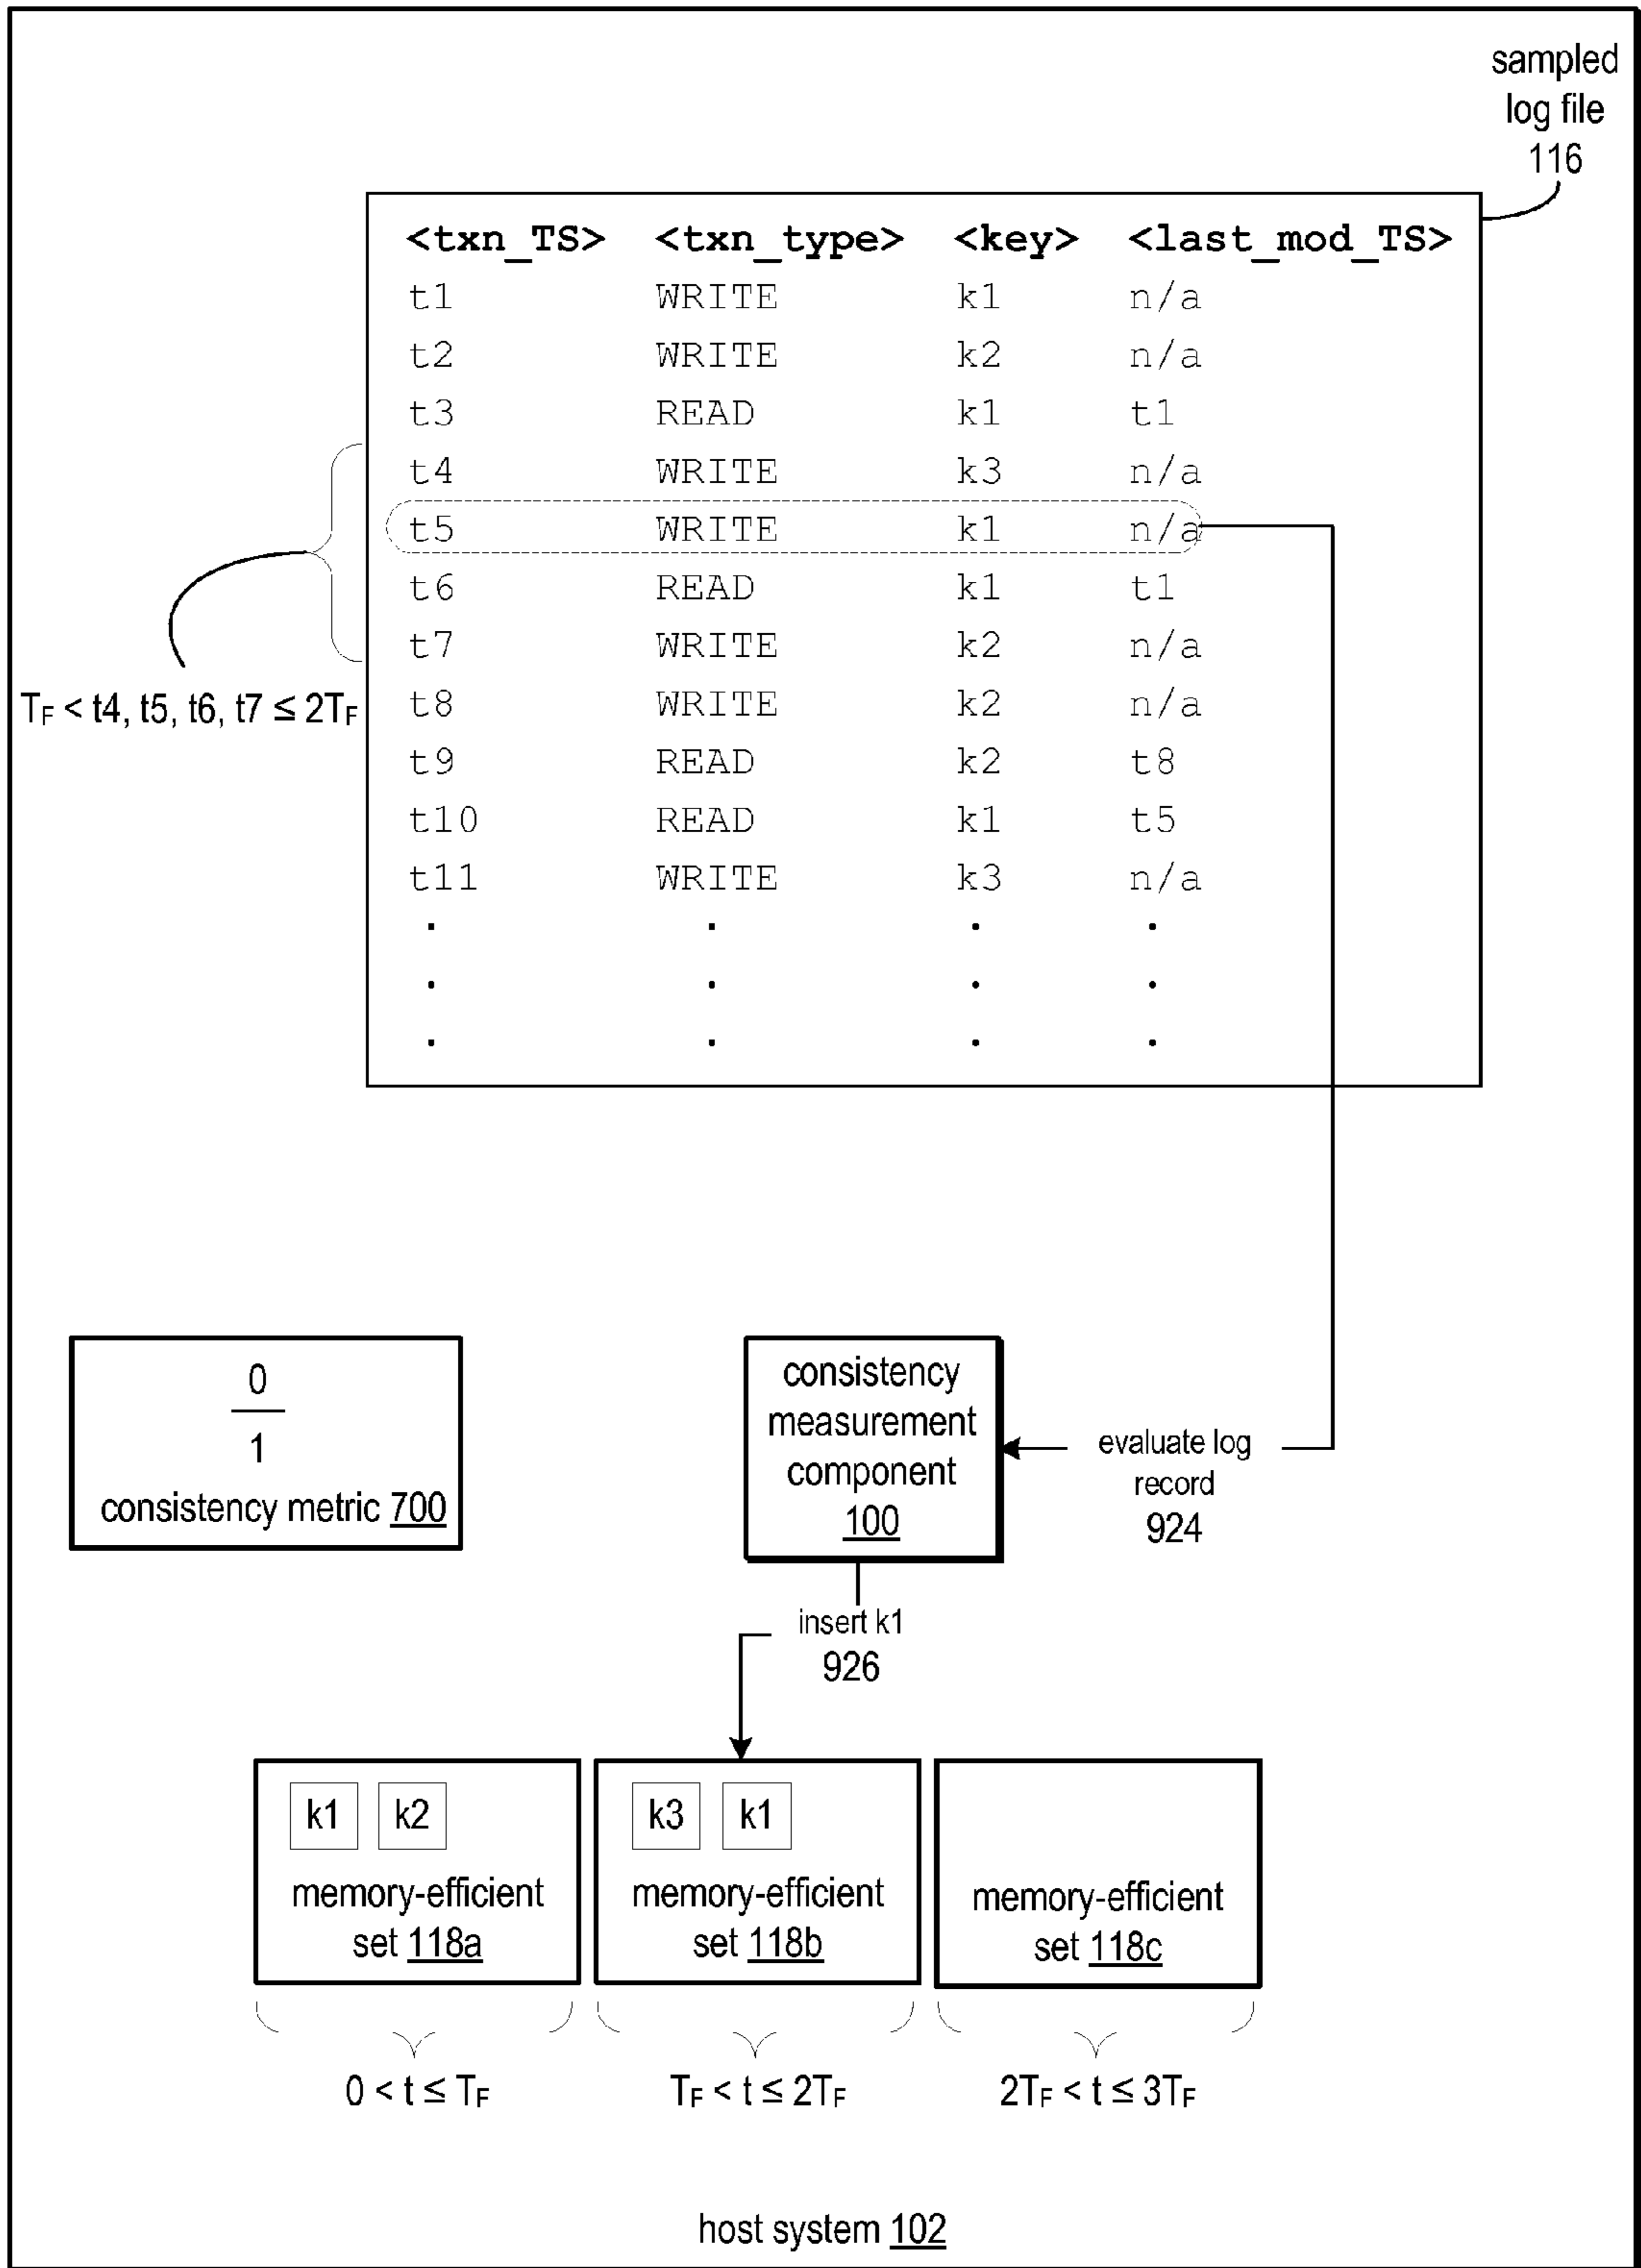 sampled
log file
116
<txn_TS> <txn_type> <key> <last_mod_TS>
t1 WRITE k1 n/a
t2 WRITE k2 n/a
t3 READ k1 t1
t4 WRITE k3 n/a
t5 WRITE k1 n/a
t6 READ k1 t1
t7 WRITE k2 n/a
t8 WRITE k2 n/a
t9 READ k2 t8
t10 READ k1 t5
t11 WRITE k3 n/a
. . . .
. . . .
. . . .
TF < t4, t5, t6, t7 ≤ 2TF
0
1
consistency metric 700
consistency
measurement
component
100
evaluate log
record
924
insert k1
926
k1 k2
memory-efficient
set 118a
k3 k1
memory-efficient
set 118b
memory-efficient
set 118c
0 < t ≤ TF
TF < t ≤ 2TF
2TF < t ≤ 3TF
host system 102